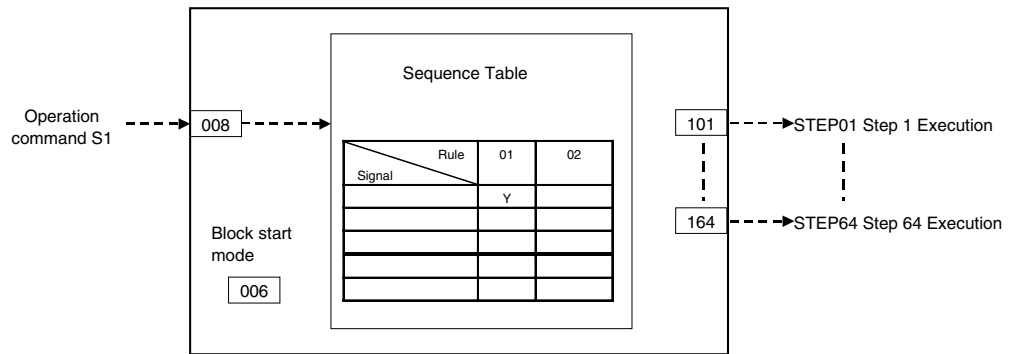 Sequence Table
Operation
command S1
008
101
STEP01 Step 1 Execution
Rule
01
02
Signal
Y
164
STEP64 Step 64 Execution
Block start
mode
006